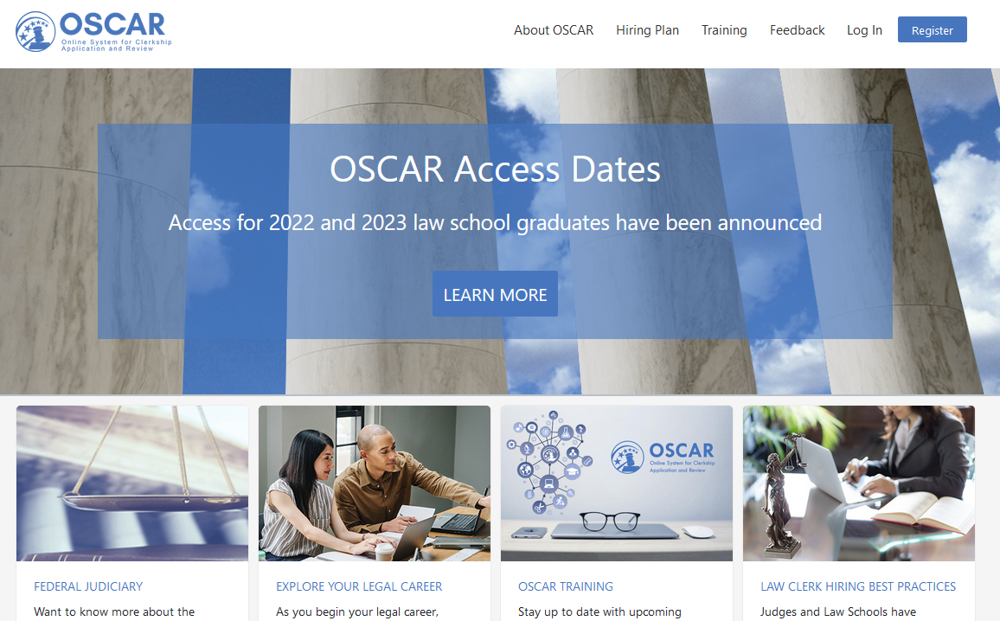 OSCAR
Online System for Clerkship
Application and Review
About OSCAR
Hiring Plan
Training
Feedback
Log In
Register
OSCAR Access Dates
Access for 2022 and 2023 law school graduates have been announced
LEARN MORE
OSCAR
Online System for Clerkship
Application and Review
FEDERAL JUDICIARY
Want to know more about the
EXPLORE YOUR LEGAL CAREER
As you begin your legal career,
OSCAR TRAINING
Stay up to date with upcoming
LAW CLERK HIRING BEST PRACTICES
Judges and Law Schools have